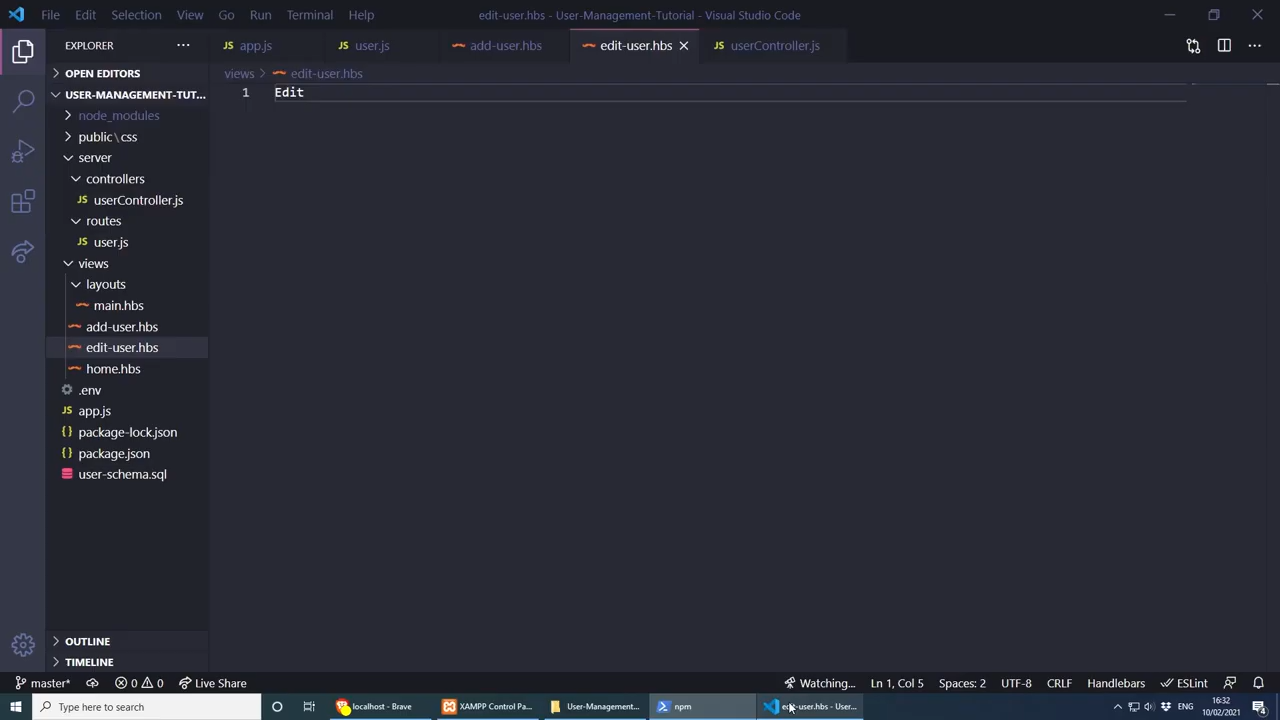 File Edit Selection View Go Run Terminal Help
edit-user.hbs - User-Management-Tutorial - Visual Studio Code
EXPLORER
app.js
user.js
add-user.hbs
edit-user.hbs
userController.js
OPEN EDITORS
views > edit-user.hbs
USER-MANAGEMENT-TUT...
1 Edit
node_modules
public\css
server
controllers
JS userController.js
routes
JS user.js
views
layouts
main.hbs
add-user.hbs
edit-user.hbs
home.hbs
.env
JS app.js
{} package-lock.json
{} package.json
user-schema.sql
OUTLINE
TIMELINE
master* 0 0 Live Share
Watching... Ln 1, Col 5 Spaces: 2 UTF-8 CRLF Handlebars ESLint
Type here to search
localhost - Brave
XAMPP Control Pa...
User-Management...
npm
edit-user.hbs - User...
ENG
16:32
10/02/2021